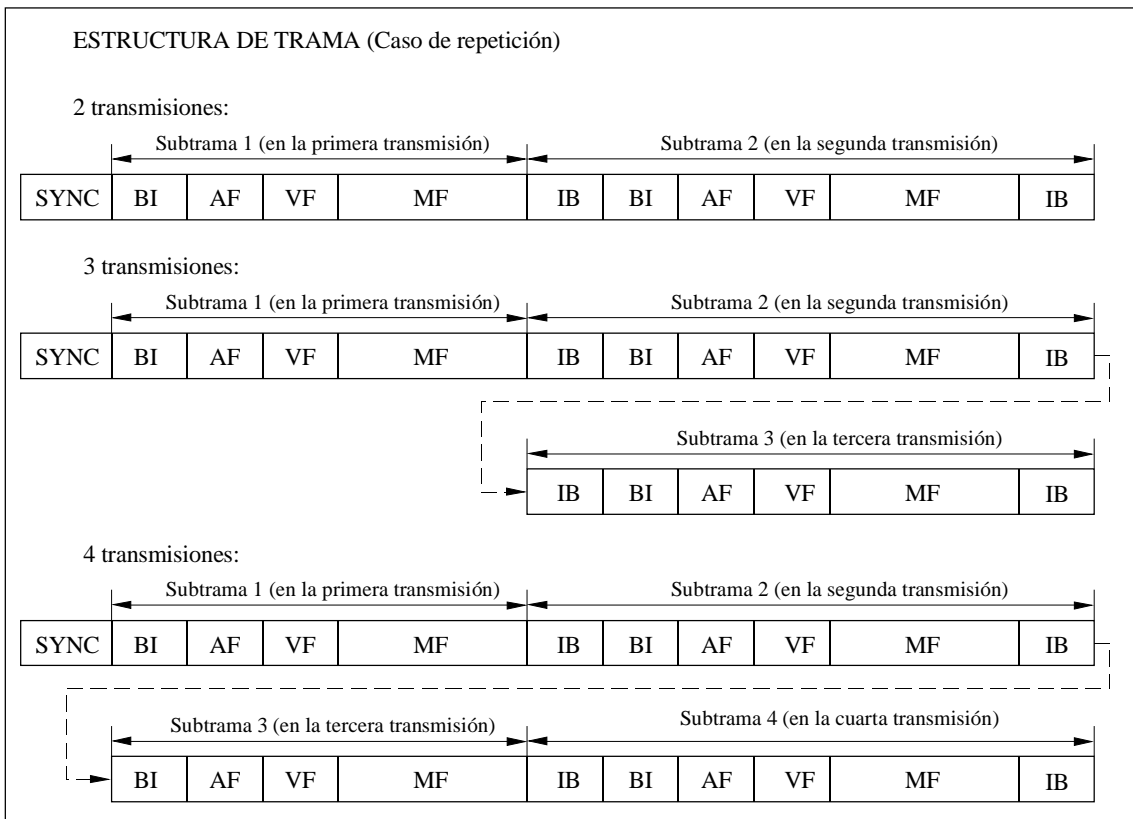 ESTRUCTURA DE TRAMA (Caso de repetición)
2 transmisiones:
Subtrama 1 (en la primera transmisión) Subtrama 2 (en la segunda transmisión)
SYNC BI AF VF MF IB BI AF VF MF IB
3 transmisiones:
Subtrama 1 (en la primera transmisión) Subtrama 2 (en la segunda transmisión)
SYNC BI AF VF MF IB BI AF VF MF IB
Subtrama 3 (en la tercera transmisión)
IB BI AF VF MF IB
4 transmisiones:
Subtrama 1 (en la primera transmisión) Subtrama 2 (en la segunda transmisión)
SYNC BI AF VF MF IB BI AF VF MF IB
Subtrama 3 (en la tercera transmisión) Subtrama 4 (en la cuarta transmisión)
BI AF VF MF IB BI AF VF MF IB